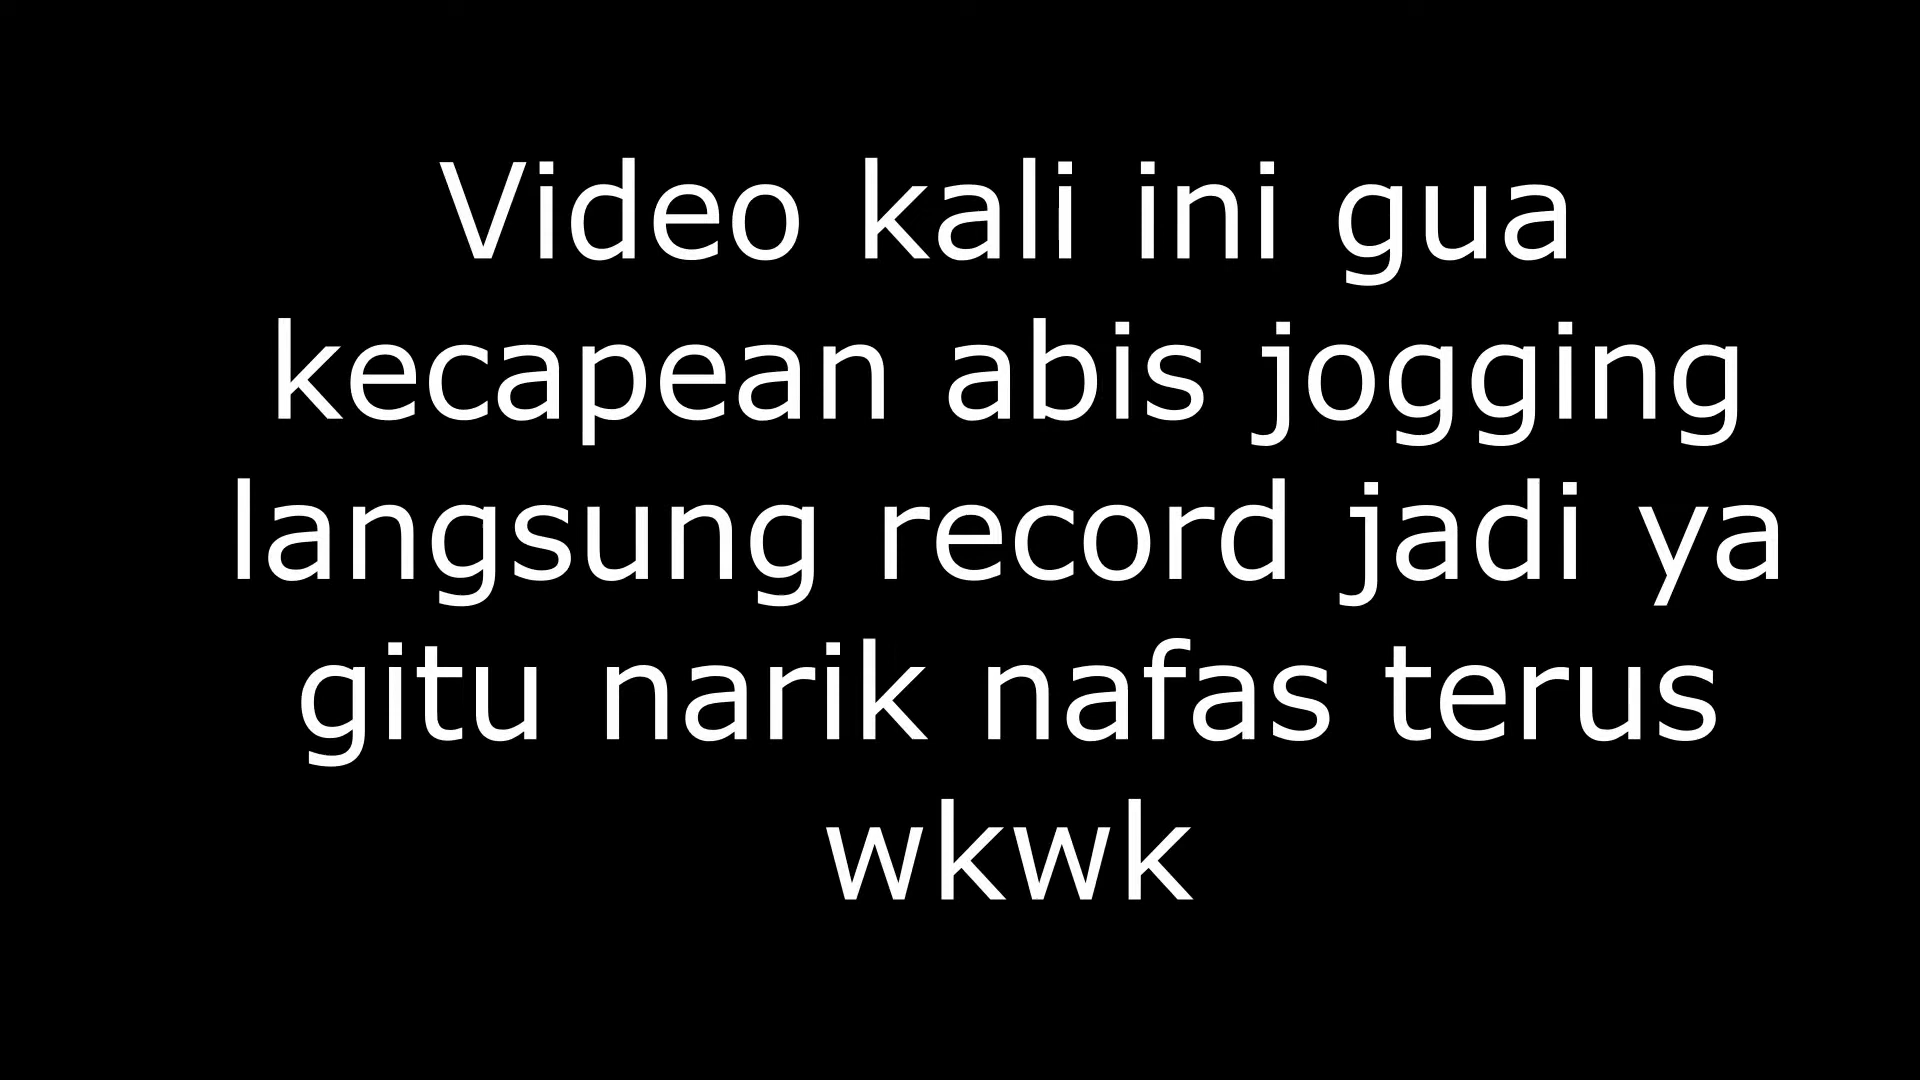 Video kali ini gua
kecapean abis jogging
langsung record jadi ya
gitu narik nafas terus
wkwk